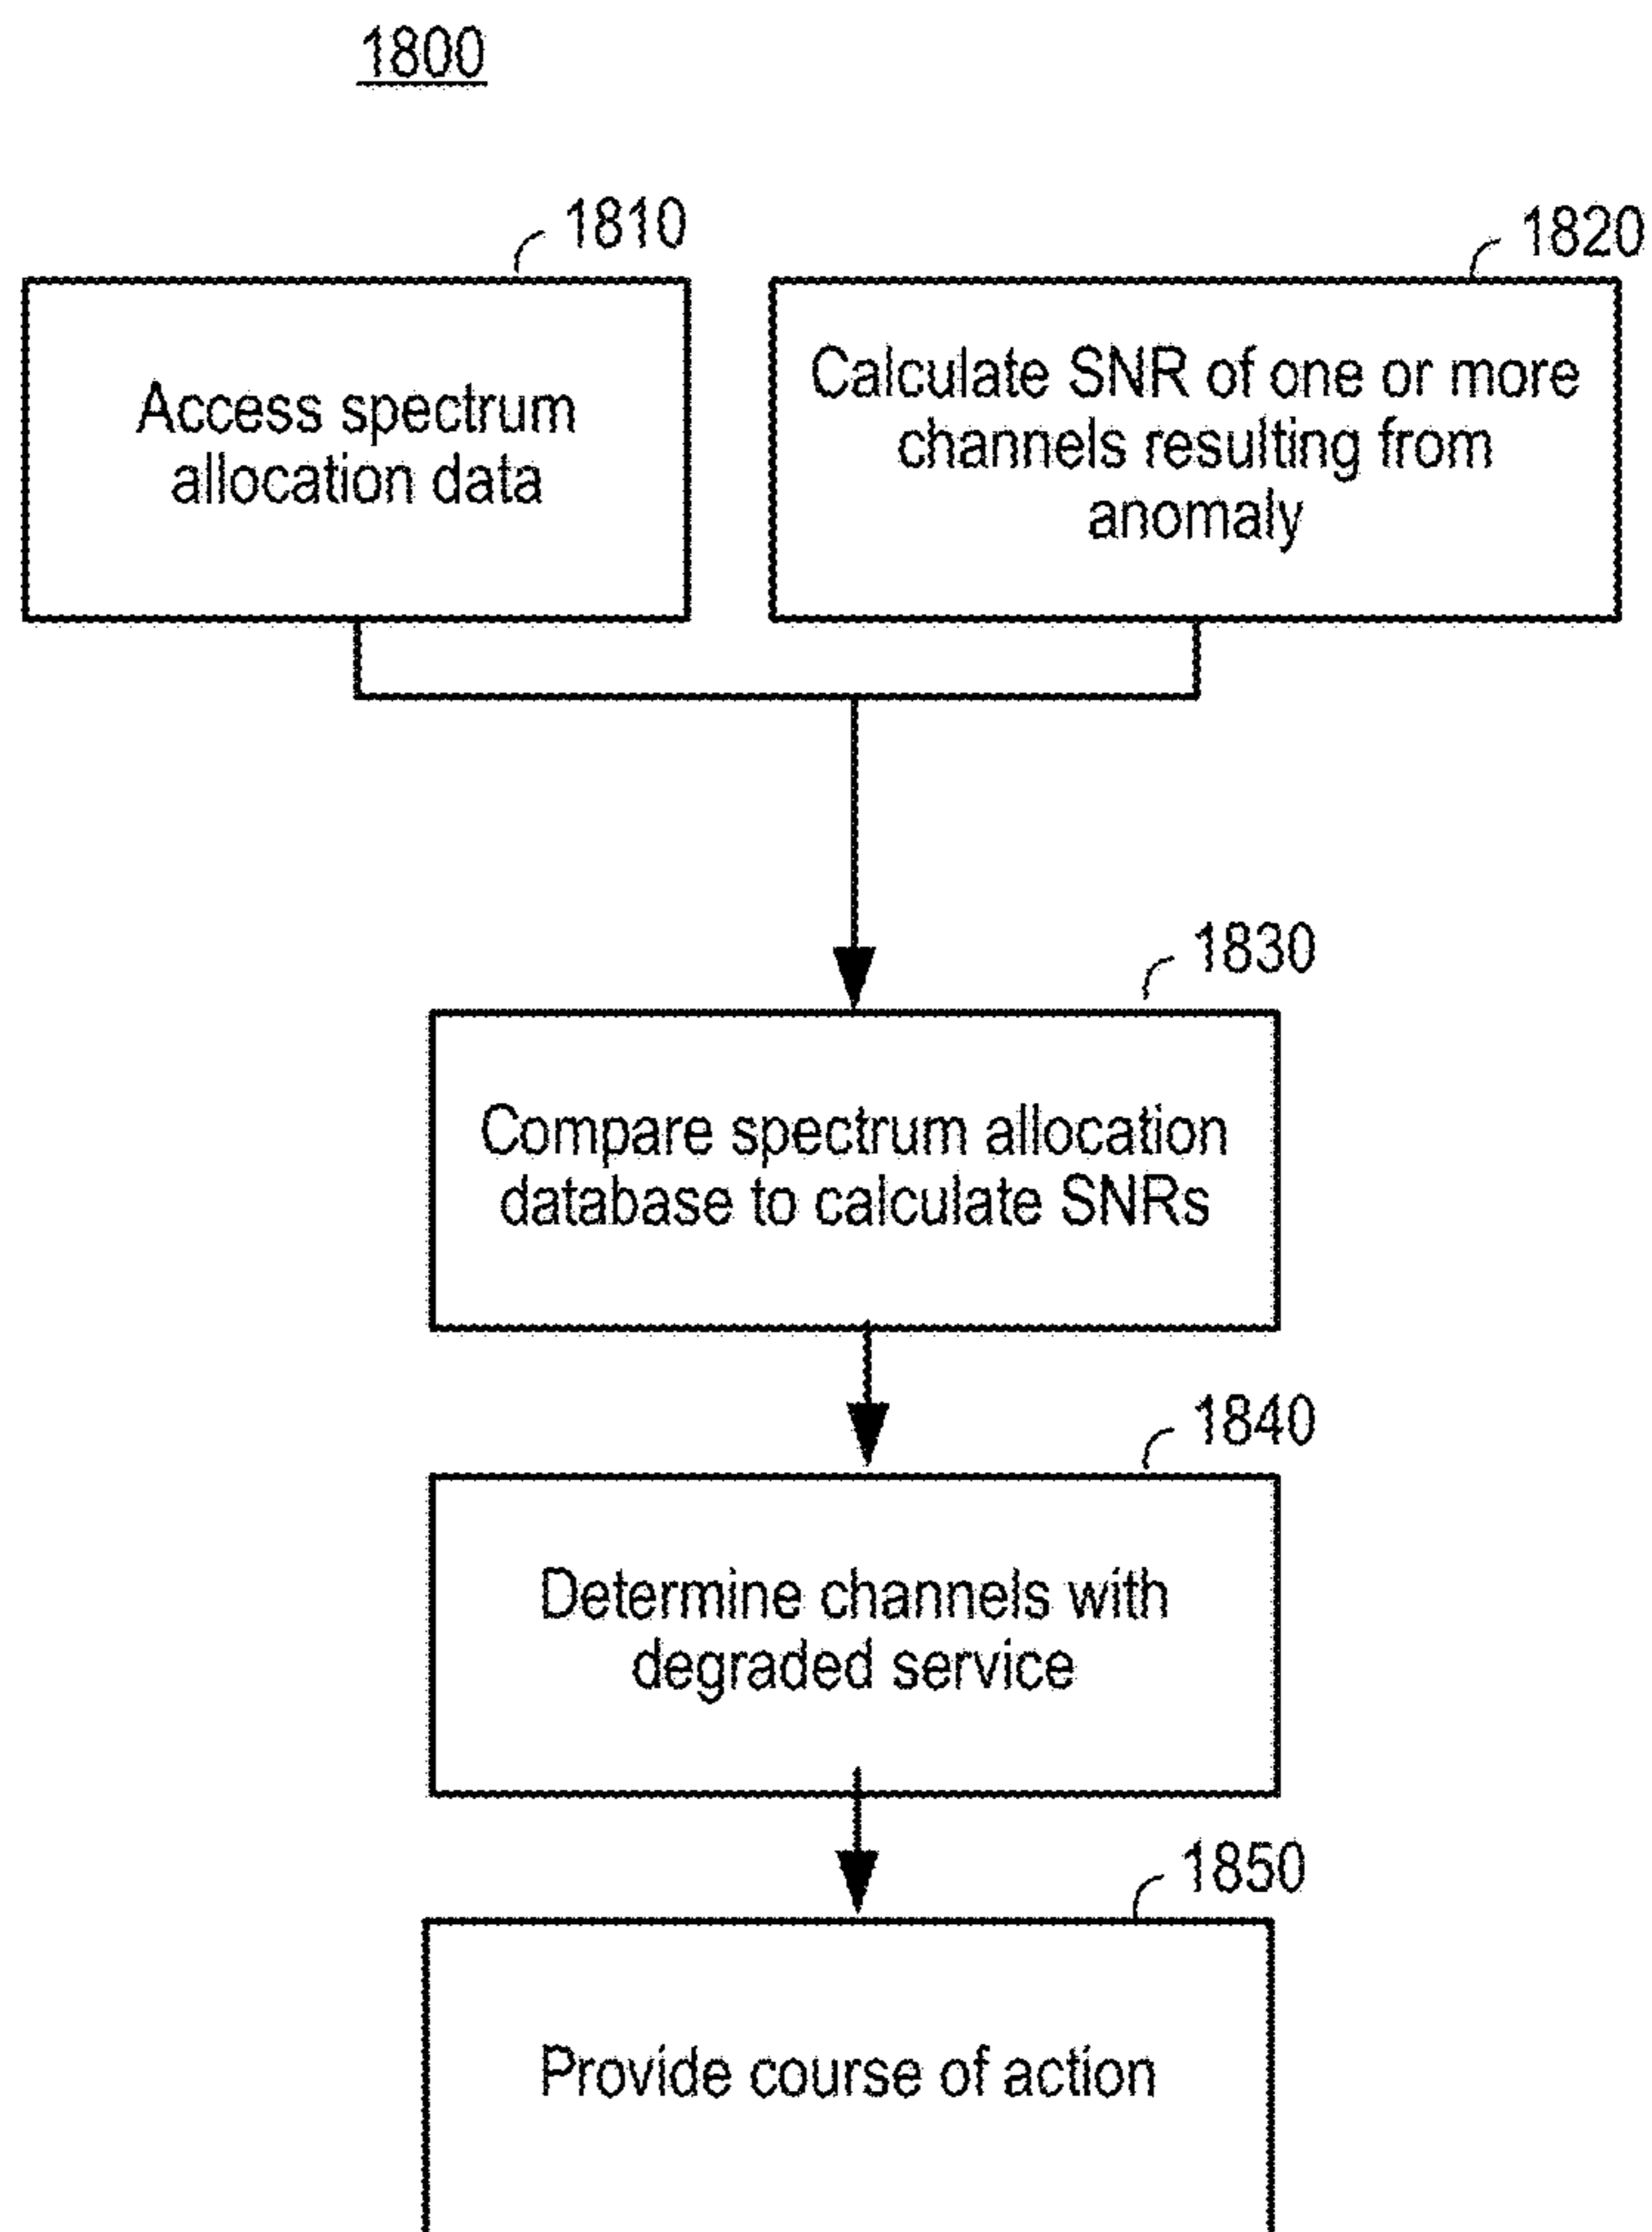 1800
1810
Access spectrum
allocation data
1820
Calculate SNR of one or more
channels resulting from
anomaly
1830
Compare spectrum allocation
database to calculate SNRs
1840
Determine channels with
degraded service
1850
Provide course of action